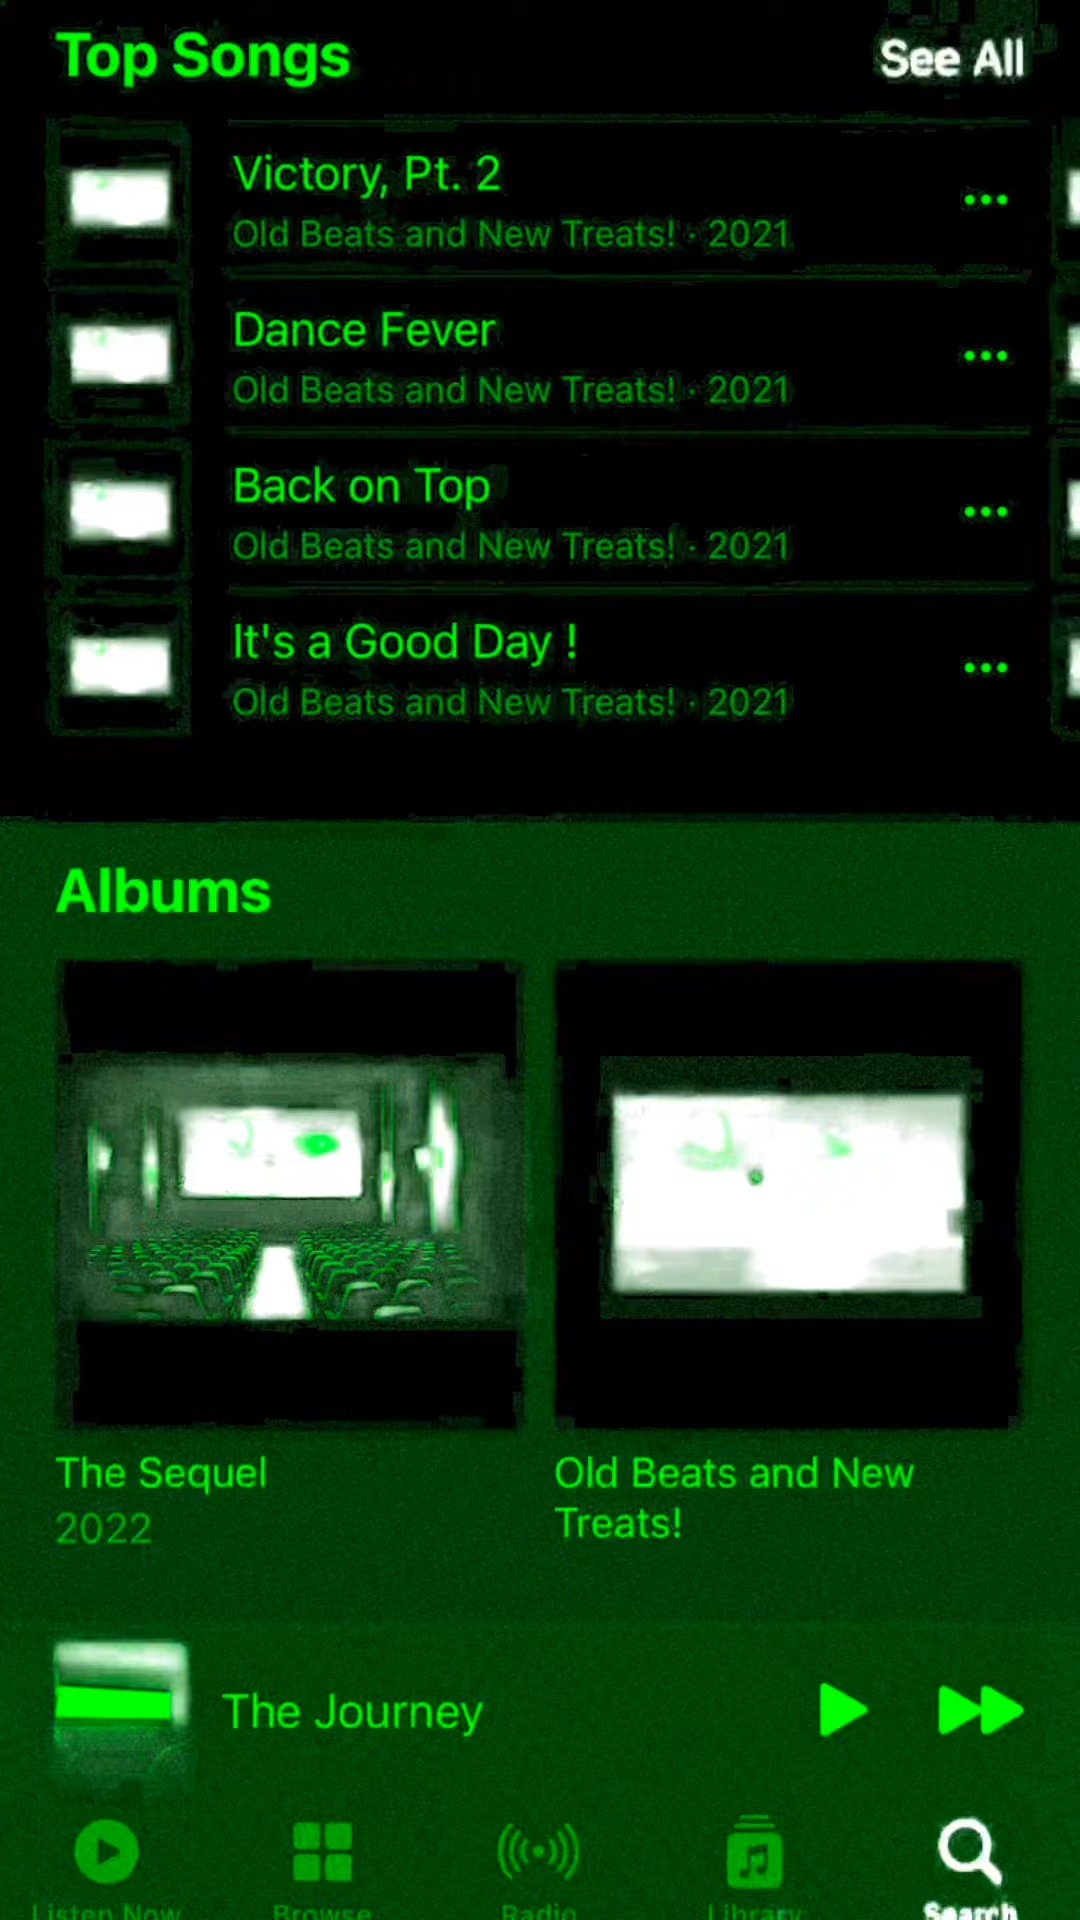 Top Songs
See All
Victory, Pt. 2
Old Beats and New Treats! · 2021
Dance Fever
Old Beats and New Treats! · 2021
Back on Top
Old Beats and New Treats! · 2021
It's a Good Day !
Old Beats and New Treats! · 2021
Albums
The Sequel
2022
Old Beats and New
Treats!
The Journey
Listen Now
Browse
Radio
Library
Search